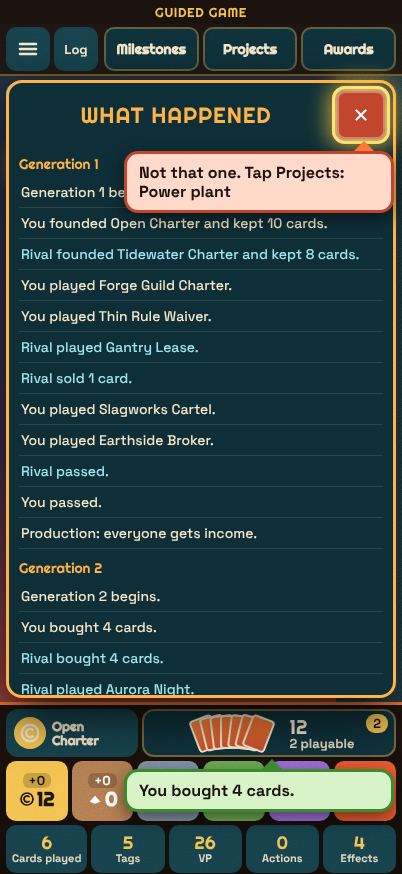 GUIDED GAME
Log
Milestones
Projects
Awards
WHAT HAPPENED
Not that one. Tap Projects:
Power plant
Generation 1
Generation 1 be
You founded Open Charter and kept 10 cards.
Rival founded Tidewater Charter and kept 8 cards.
You played Forge Guild Charter.
You played Thin Rule Waiver.
Rival played Gantry Lease.
Rival sold 1 card.
You played Slagworks Cartel.
You played Earthside Broker.
Rival passed.
You passed.
Production: everyone gets income.
Generation 2
Generation 2 begins.
You bought 4 cards.
Rival bought 4 cards.
Rival played Aurora Night.
Open
Charter
12
2 playable
2
+0
12
+0
0
You bought 4 cards.
6
Cards played
5
Tags
26
VP
0
Actions
4
Effects